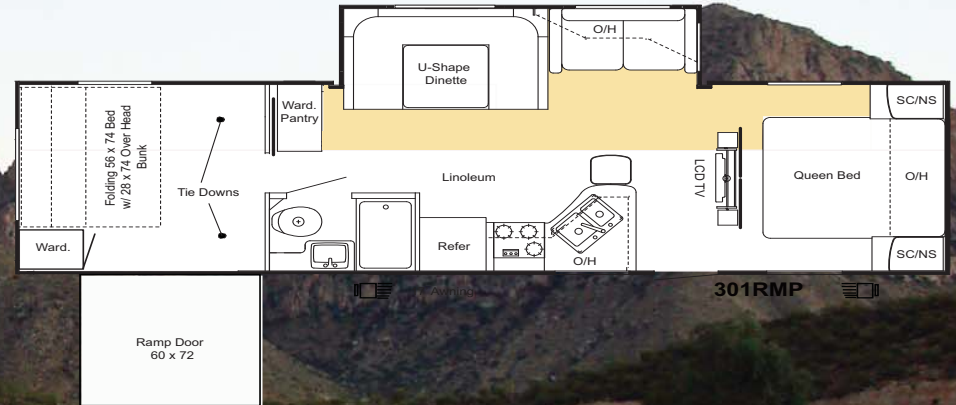 O/H
U-Shape
Dinette
SC/NS
Ward.
Pantry
Folding 56 x 74 Bed
w/ 28 x 74 Over Head
Bunk
Tie Downs
Linoleum
LCD TV
Queen Bed
O/H
Ward.
Refer
O/H
SC/NS
Awning
301RMP
Ramp Door
60 x 72